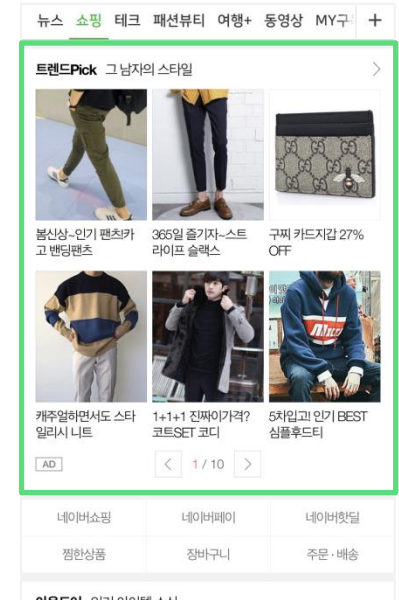 뉴스 쇼핑 테크 패션뷰티 여행+ 동영상 MY구 +
트렌드Pick 그 남자의 스타일 >
봄신상~인기 팬츠!카
고 밴딩팬츠
365일 즐기자~스트
라이프 슬랙스
구찌 카드지갑 27%
OFF
캐주얼하면서도 스타
일리시 니트
1+1+1 진짜이가격?
코트SET 코디
5차입고! 인기 BEST
심플후드티
AD
< 1 / 10 >
네이버쇼핑 네이버페이 네이버핫딜
찜한상품 장바구니 주문 · 배송